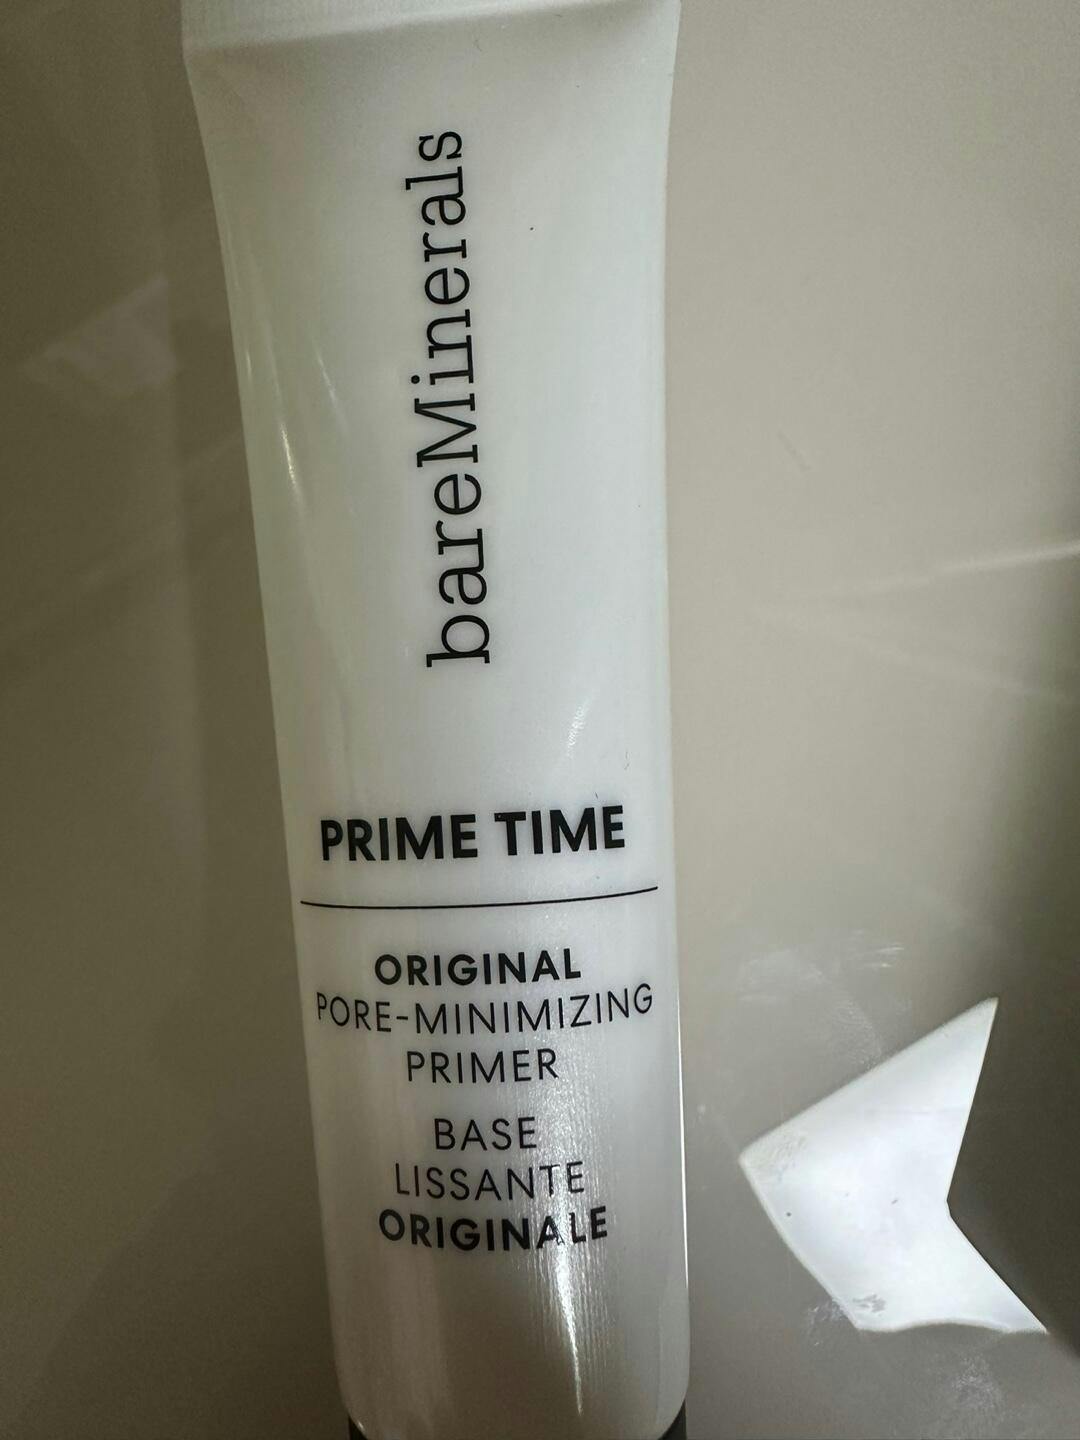 bareMinerals
PRIME TIME
ORIGINAL
PORE-MINIMIZING
PRIMER
BASE
LISSANTE
ORIGINALE